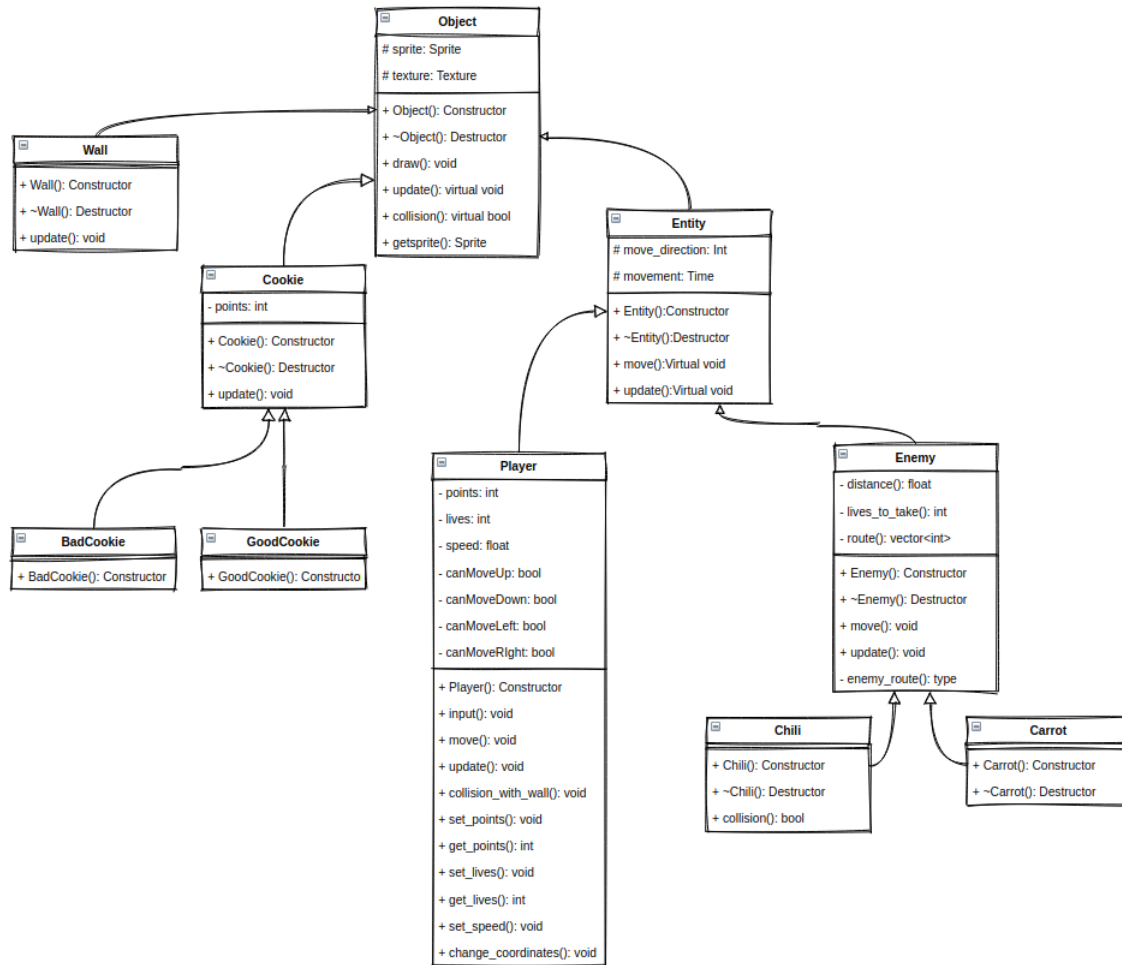 Object
# sprite: Sprite
# texture: Texture
+ Object(): Constructor
+ ~Object(): Destructor
+ draw(): void
+ update(): virtual void
+ collision(): virtual bool
+ getsprite(): Sprite
Wall
+ Wall(): Constructor
+ ~Wall(): Destructor
+ update(): void
Cookie
- points: int
+ Cookie(): Constructor
+ ~Cookie(): Destructor
+ update(): void
Entity
# move_direction: Int
# movement: Time
+ Entity():Constructor
+ ~Entity():Destructor
+ move():Virtual void
+ update():Virtual void
BadCookie
+ BadCookie(): Constructor
GoodCookie
+ GoodCookie(): Constructo
Player
- points: int
- lives: int
- speed: float
- canMoveUp: bool
- canMoveDown: bool
- canMoveLeft: bool
- canMoveRIght: bool
+ Player(): Constructor
+ input(): void
+ move(): void
+ update(): void
+ collision_with_wall(): void
+ set_points(): void
+ get_points(): int
+ set_lives(): void
+ get_lives(): int
+ set_speed(): void
+ change_coordinates(): void
Enemy
- distance(): float
- lives_to_take(): int
- route(): vector<int>
+ Enemy(): Constructor
+ ~Enemy(): Destructor
+ move(): void
+ update(): void
- enemy_route(): type
Chili
+ Chili(): Constructor
+ ~Chili(): Destructor
+ collision(): bool
Carrot
+ Carrot(): Constructor
+ ~Carrot(): Destructor